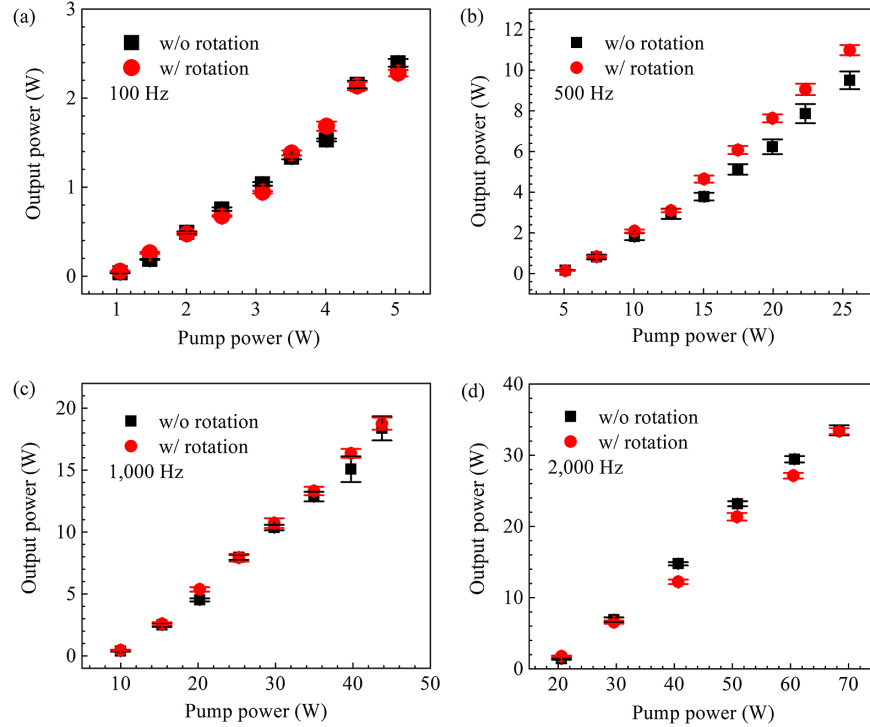 (a)
3
2
1
0
Output power (W)
w/o rotation
w/ rotation
100 Hz
1 2 3 4 5
Pump power (W)
(b)
12
10
8
6
4
2
0
Output power (W)
w/o rotation
w/ rotation
500 Hz
5 10 15 20 25
Pump power (W)
(c)
20
15
10
5
0
Output power (W)
w/o rotation
w/ rotation
1,000 Hz
10 20 30 40 50
Pump power (W)
(d)
40
30
20
10
0
Output power (W)
w/o rotation
w/ rotation
2,000 Hz
20 30 40 50 60 70
Pump power (W)